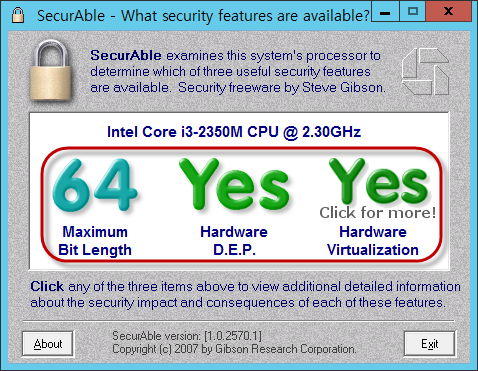 SecurAble - What security features are available?
SecurAble examines this system's processor to
determine which of three useful security features
are available. Security freeware by Steve Gibson.
Intel Core i3-2350M CPU @ 2.30GHz
64 Yes Yes
Click for more!
Maximum Hardware Hardware
Bit Length D.E.P. Virtualization
Click any of the three items above to view additional detailed information
about the security impact and consequences of each of these features.
About
SecurAble version: [1.0.2570.1]
Copyright (c) 2007 by Gibson Research Corporation.
Exit